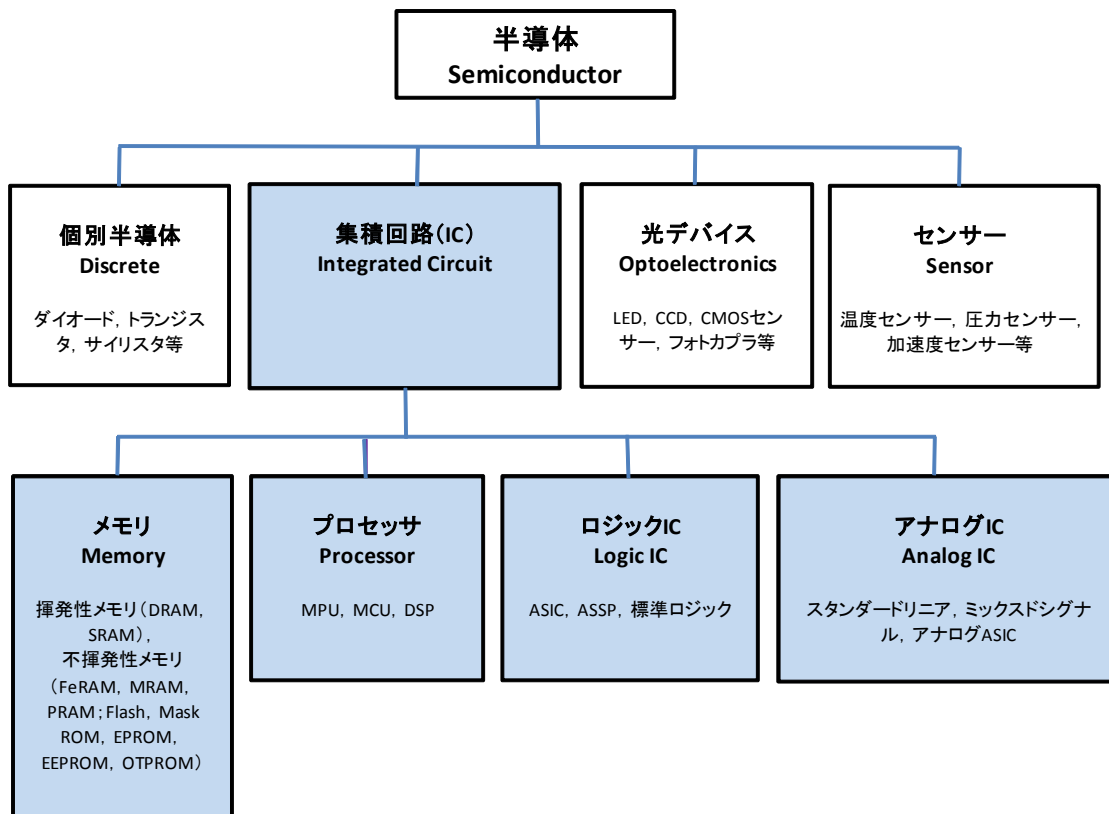 半導体
Semiconductor
個別半導体
Discrete
ダイオード, トランジス
タ, サイリスタ等
集積回路(IC)
Integrated Circuit
光デバイス
Optoelectronics
LED, CCD, CMOSセン
サー, フォトカプラ等
センサー
Sensor
温度センサー, 圧力センサー,
加速度センサー等
メモリ
Memory
揮発性メモリ(DRAM,
SRAM),
不揮発性メモリ
(FeRAM, MRAM,
PRAM;Flash, Mask
ROM, EPROM,
EEPROM, OTPROM)
プロセッサ
Processor
MPU, MCU, DSP
ロジックIC
Logic IC
ASIC, ASSP, 標準ロジック
アナログIC
Analog IC
スタンダードリニア, ミックスドシグナ
ル, アナログASIC